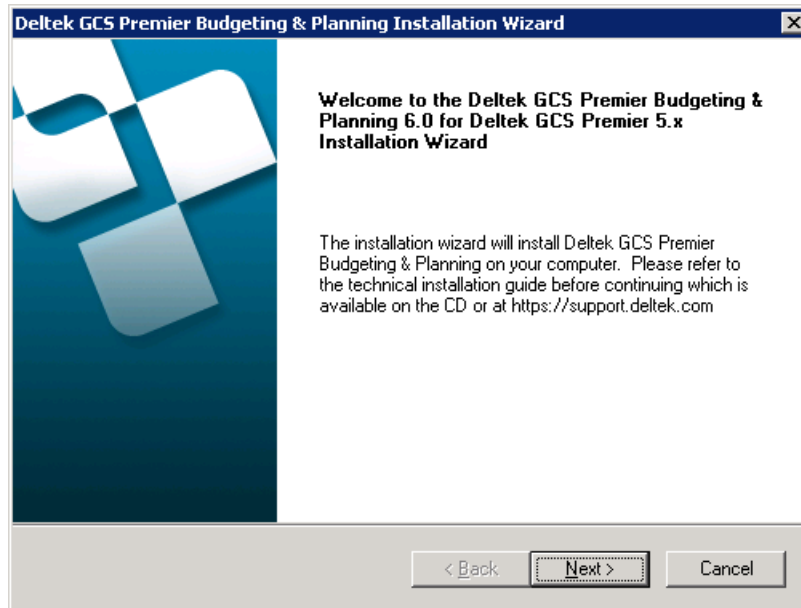 Deltek GCS Premier Budgeting & Planning Installation Wizard
Welcome to the Deltek GCS Premier Budgeting &
Planning 6.0 for Deltek GCS Premier 5.x
Installation Wizard
The installation wizard will install Deltek GCS Premier
Budgeting & Planning on your computer.  Please refer to
the technical installation guide before continuing which is
available on the CD or at https://support.deltek.com
< Back
Next >
Cancel